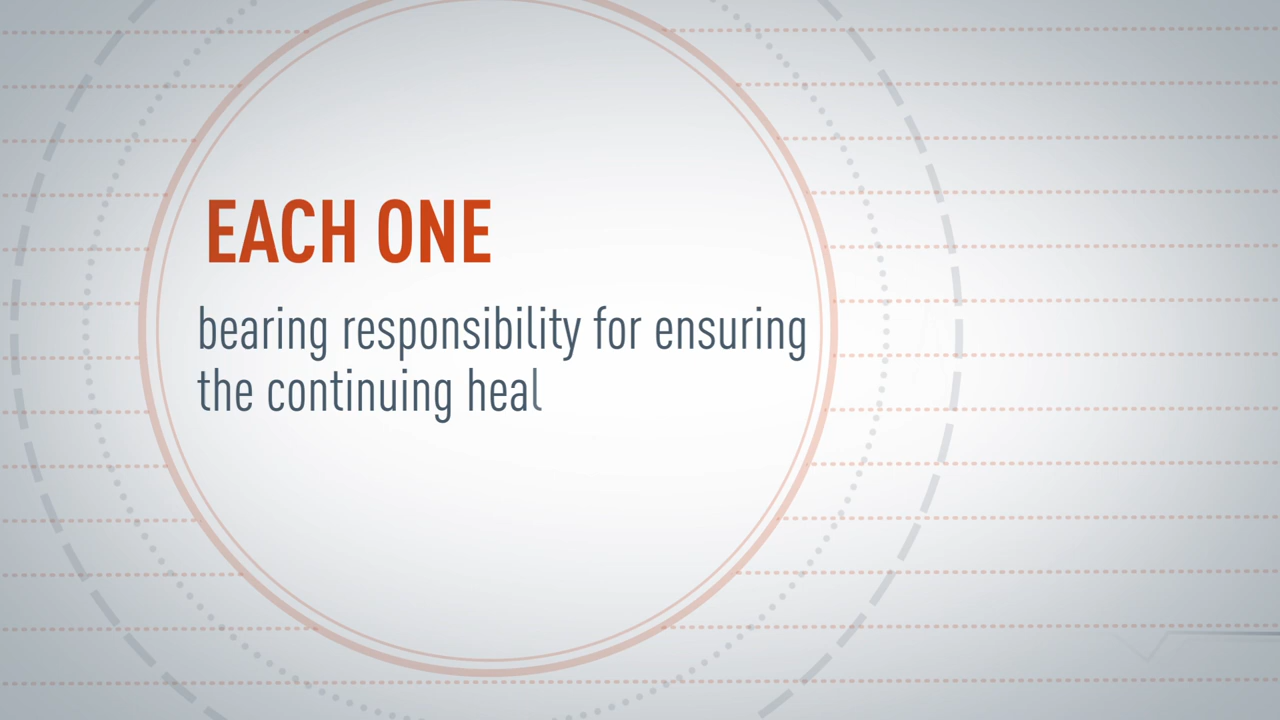 EACH ONE
bearing responsibility for ensuring
the continuing heal